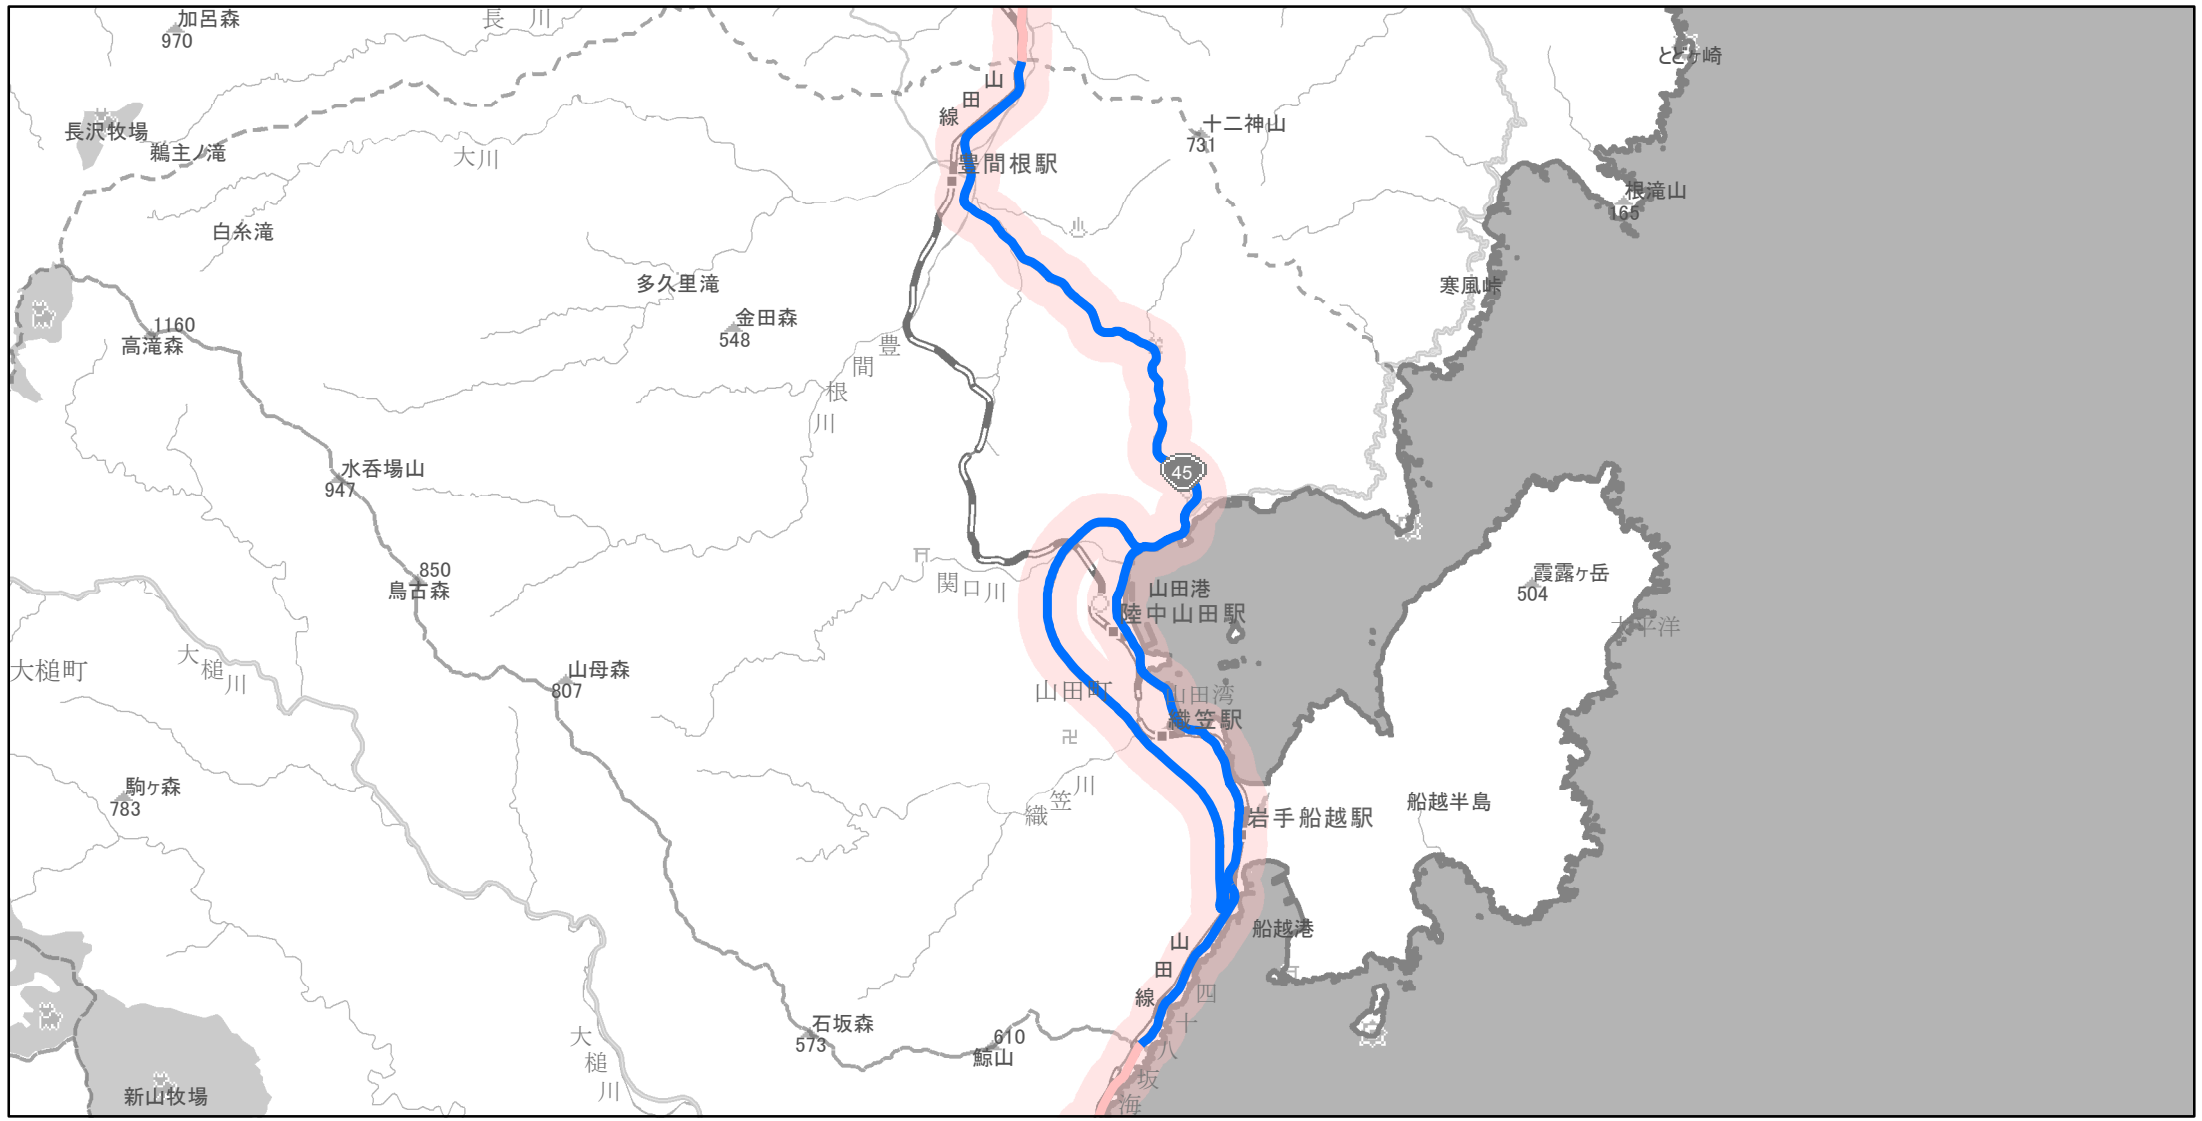 加呂森
970
長川
とどヶ崎
山田線
長沢牧場
鵜主ノ滝
大川
豊間根駅
十二神山
731
根滝山
165
白糸滝
多久里滝
寒風峠
金田森
548
1160
高滝森
豊間根川
水呑場山
947
45
850
鳥古森
関口川
山田港
陸中山田駅
霞露ヶ岳
504
太平洋
大槌町
大槌川
山母森
807
山田町
山田湾
織笠駅
駒ヶ森
783
織笠川
岩手船越駅
船越半島
船越港
山田線
四十八坂海
石坂森
573
610
鯨山
大槌川
新山牧場